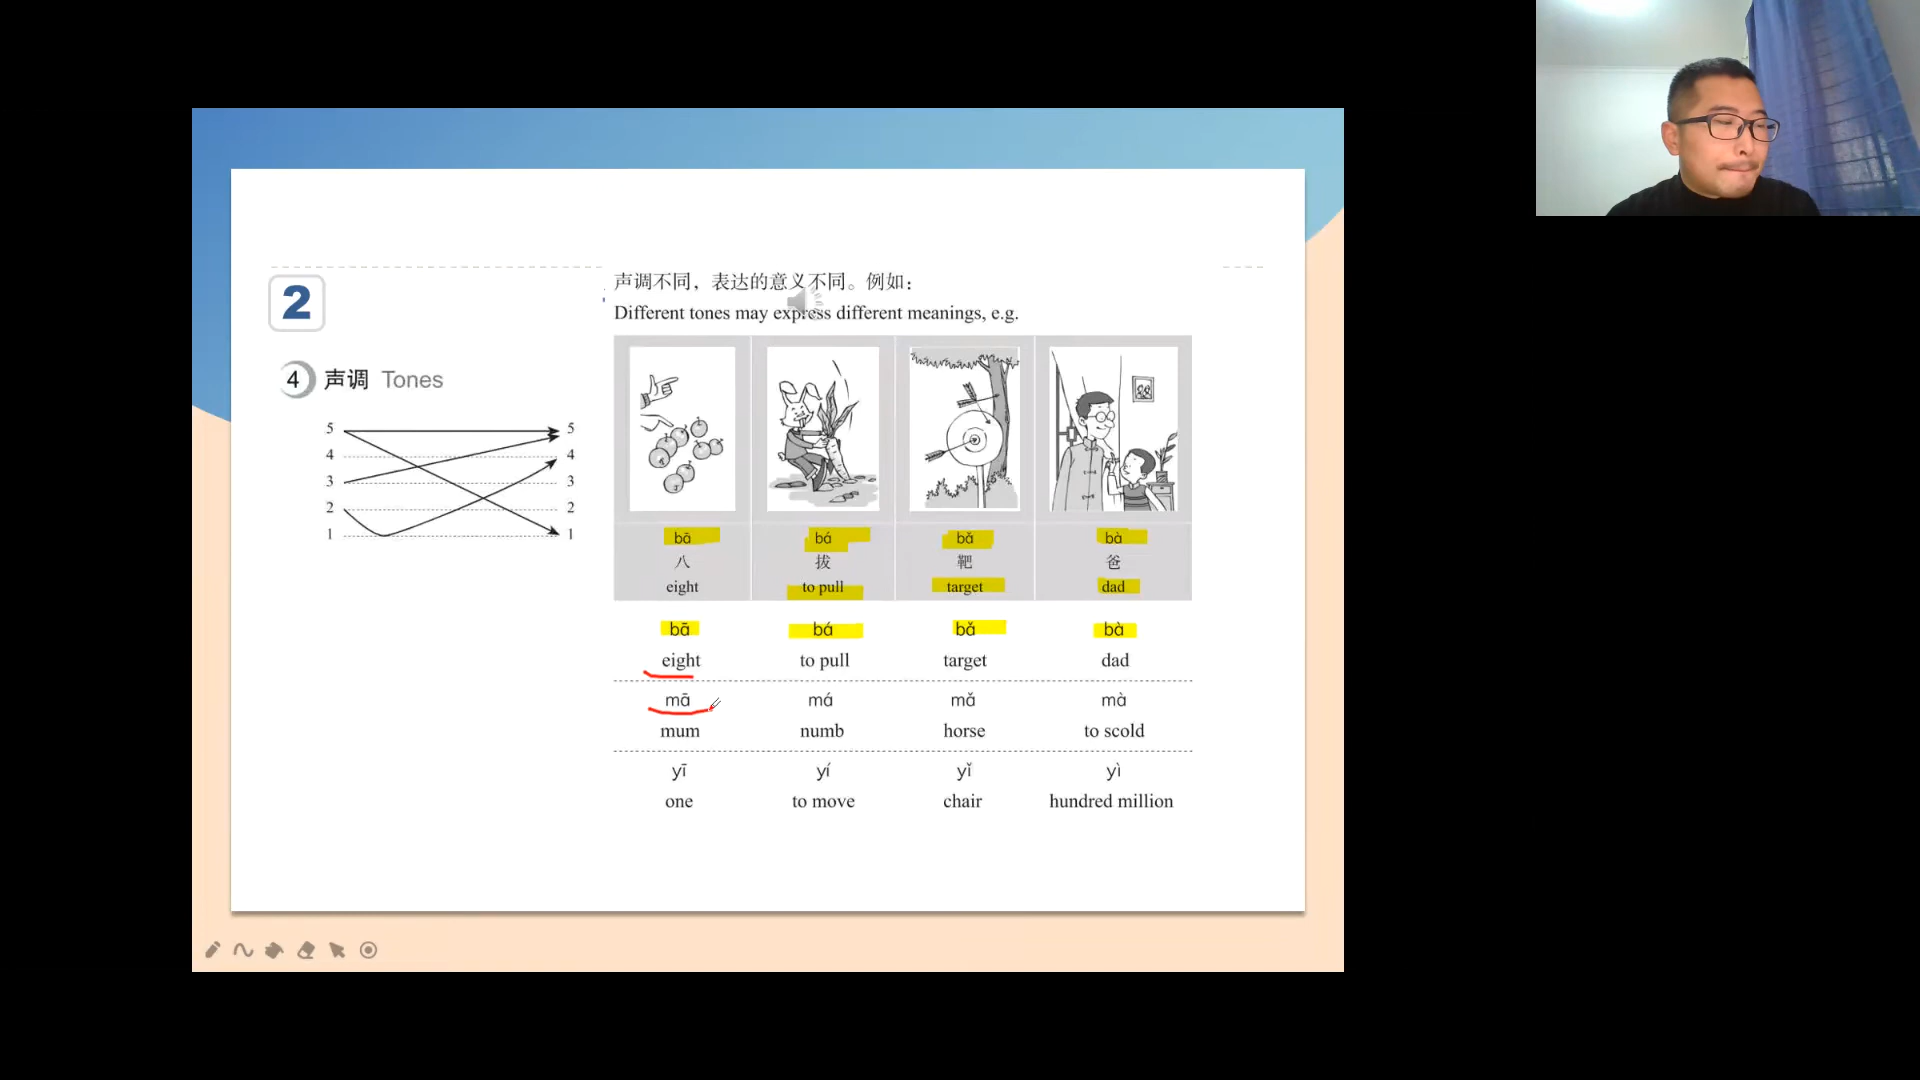 2
4 声调 Tones
5 5
4 4
3 3
2 2
1 1
声调不同，表达的意义不同。例如：
Different tones may express different meanings, e.g.
bā bá bǎ bà
八 拔 靶 爸
eight to pull target dad
bā bá bǎ bà
eight to pull target dad
mā má mǎ mà
mum numb horse to scold
yī yí yǐ yì
one to move chair hundred million